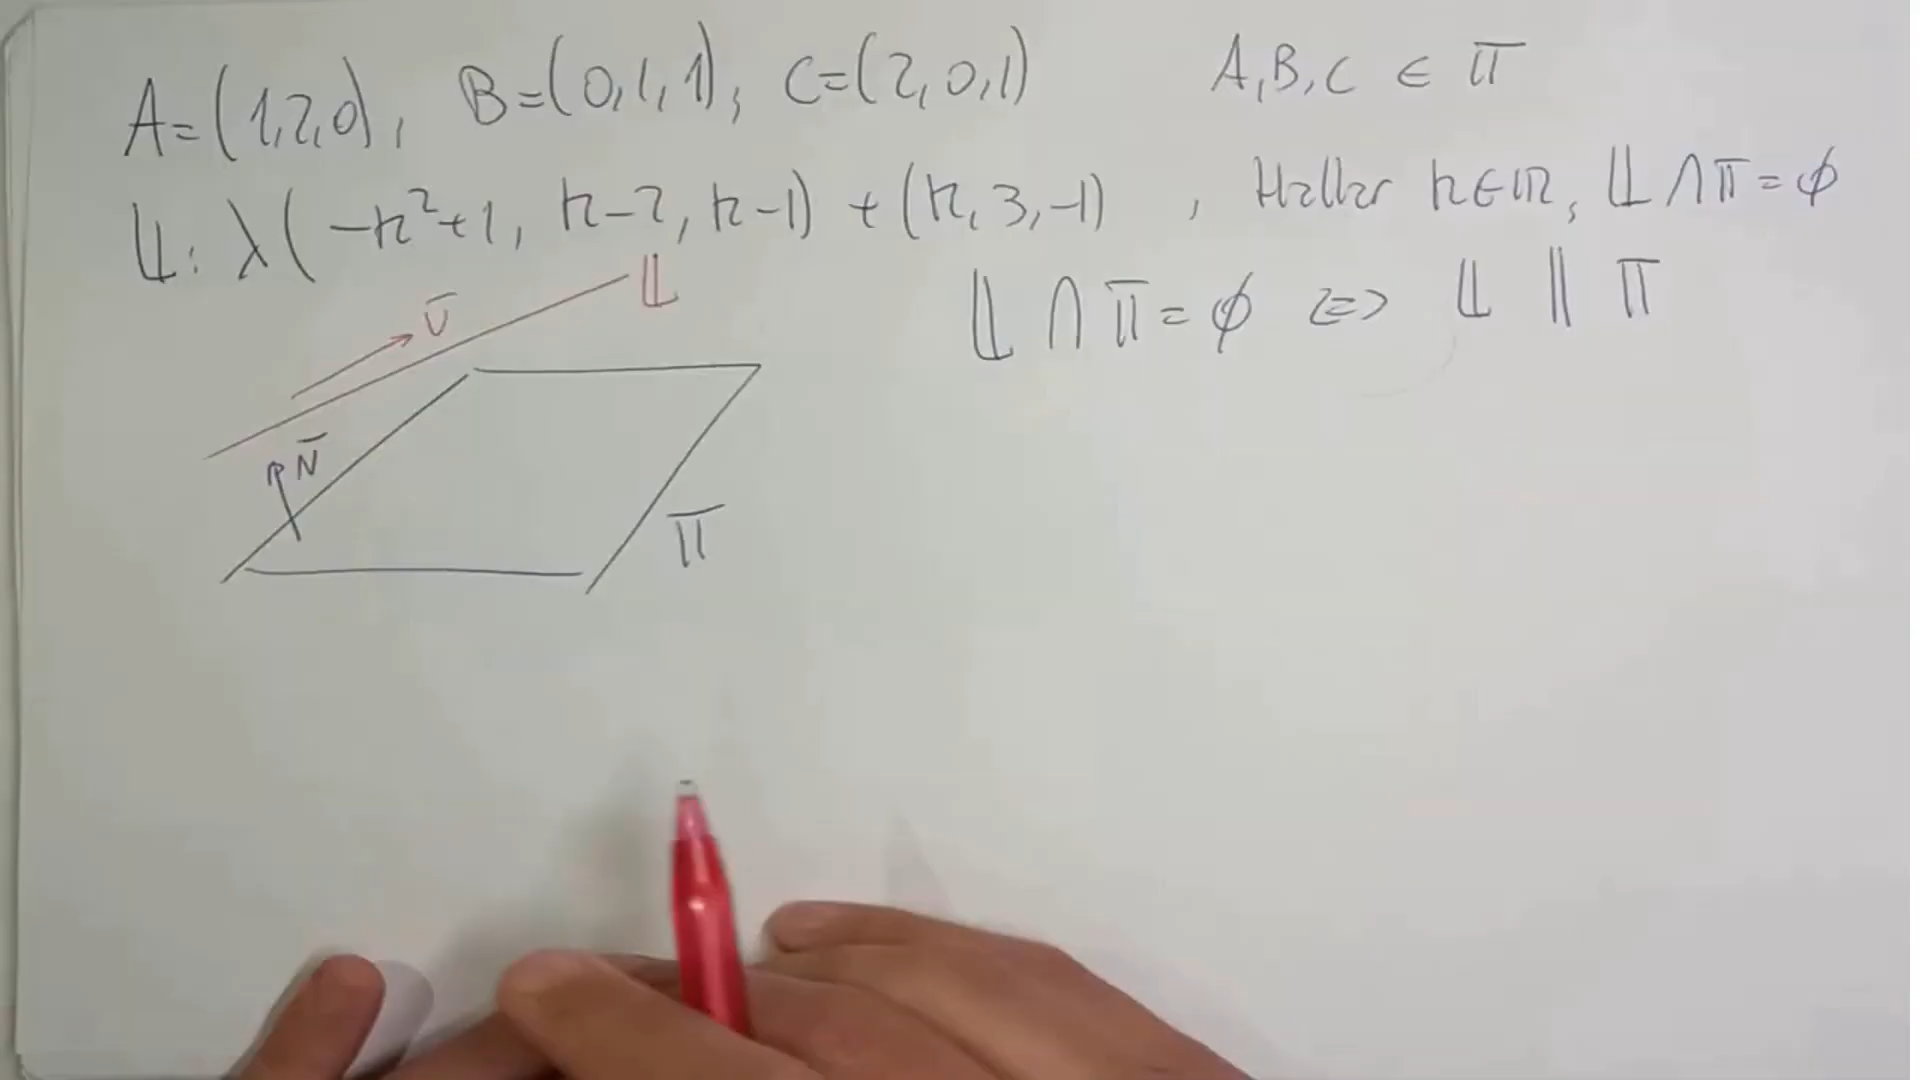 A=(1,2,0), B=(0,1,1), C=(2,0,1) A,B,C ∈ π
𝕃: λ(-k²+1, k-2, k-1) + (k,3,-1) , Hallar k∈ℝ, 𝕃 ∩ π = ∅
𝕃 ∩ π = ∅ ⇔ 𝕃 ∥ π
v̄ 𝕃
N̄
π